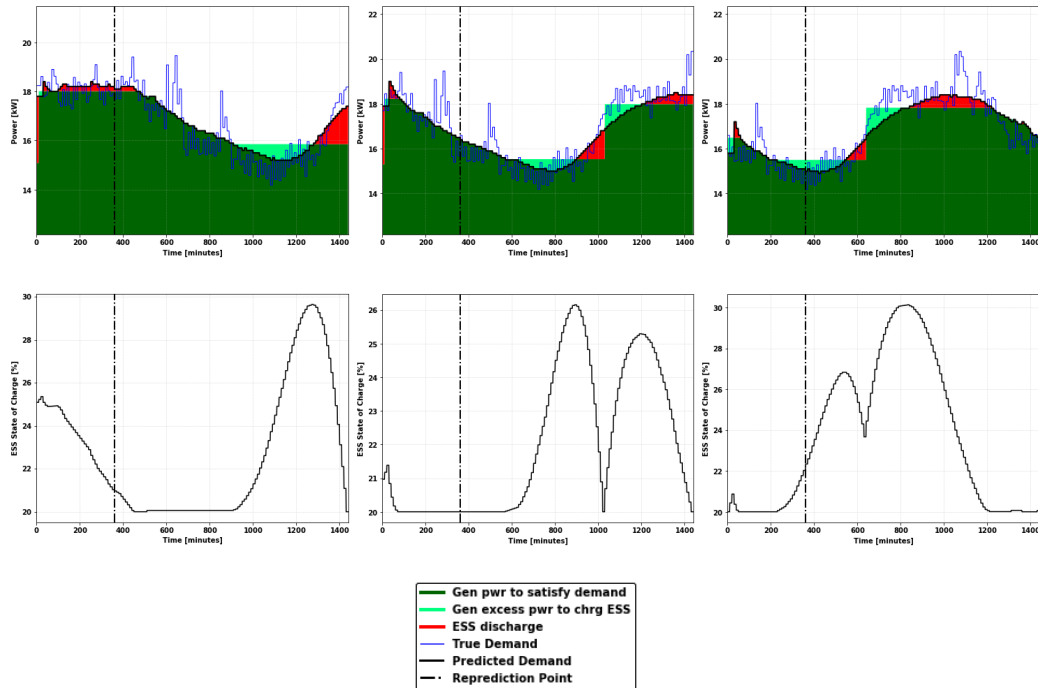 20
18
16
14
Power [kW]
0 200 400 600 800 1000 1200 1400
Time [minutes]
22
20
18
16
14
Power [kW]
0 200 400 600 800 1000 1200 1400
Time [minutes]
22
20
18
16
14
Power [kW]
0 200 400 600 800 1000 1200 1400
Time [minutes]
30
28
26
24
22
20
ESS State of Charge [%]
0 200 400 600 800 1000 1200 1400
Time [minutes]
26
25
24
23
22
21
20
ESS State of Charge [%]
0 200 400 600 800 1000 1200 1400
Time [minutes]
30
28
26
24
22
20
ESS State of Charge [%]
0 200 400 600 800 1000 1200 1400
Time [minutes]
Gen pwr to satisfy demand
Gen excess pwr to chrg ESS
ESS discharge
True Demand
Predicted Demand
Reprediction Point